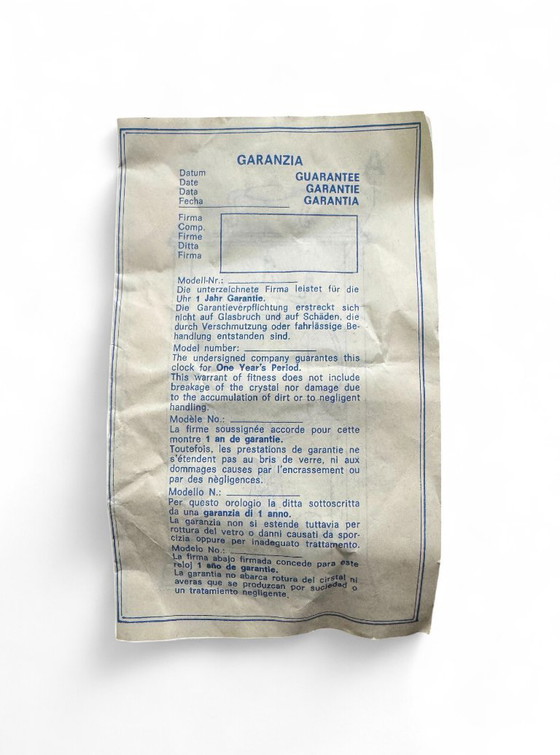 GARANZIA
GUARANTEE
GARANTIE
GARANTIA
Datum
Date
Data
Fecha
Firma
Comp.
Firme
Ditta
Firma
Modell-Nr.:
Die unterzeichnete Firma leistet für die
Uhr 1 Jahr Garantie.
Die Garantieverpflichtung erstreckt sich
nicht auf Glasbruch und auf Schäden, die
durch Verschmutzung oder fahrlässige Be-
handlung entstanden sind.
Model number:
The undersigned company guarantes this
clock for One Year's Period.
This warrant of fitness does not include
breakage of the crystal nor damage due
to the accumulation of dirt or to negligent
handling.
Modèle No.:
La firme soussignée accorde pour cette
montre 1 an de garantie.
Toutefois, les prestations de garantie ne
s'étendent pas au bris de verre, ni aux
dommages causes par l'encrassement ou
par des nègligences.
Modello N.:
Per questo orologio la ditta sottoscritta
da una garanzia di 1 anno.
La garanzia non si estende tuttavia per
rottura del vetro o danni causati da spor-
cizia oppure per inadeguato trattamento.
Modelo No.:
La firma abajo firmada concede para este
reloj 1 año de garantie.
La garantia no abarca rotura del cirstal ni
averas que se produzcan por suciedad o
un tratamiento negligente.